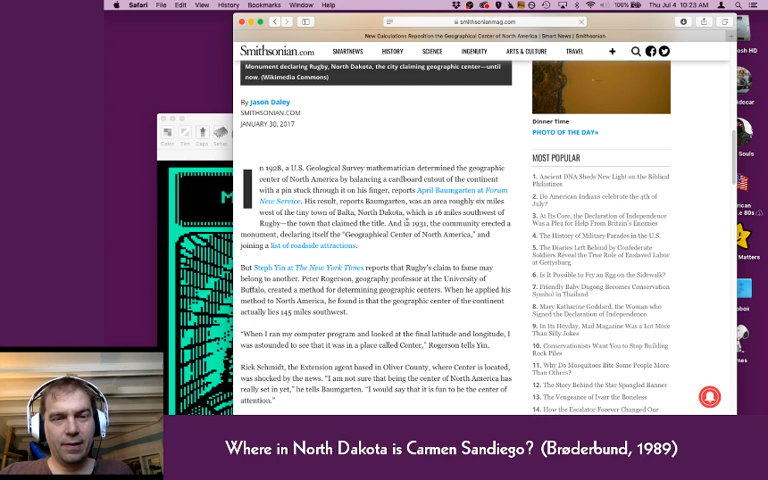 Safari File Edit View History Bookmarks Window Help
100% Thu Jul 4 10:23 AM
smithsonianmag.com
New Calculations Reposition the Geographical Center of North America | Smart News | Smithsonian
Smithsonian.com SMARTNEWS HISTORY SCIENCE INGENUITY ARTS & CULTURE TRAVEL
Monument declaring Rugby, North Dakota, the city claiming geographic center—until
now. (Wikimedia Commons)
By Jason Daley
SMITHSONIAN.COM
JANUARY 30, 2017
In 1928, a U.S. Geological Survey mathematician determined the geographic
center of North America by balancing a cardboard cutout of the continent
with a pin stuck through it on his finger, reports April Baumgarten at Forum
New Service. His result, reports Baumgarten, was an area roughly six miles
west of the tiny town of Balta, North Dakota, which is 16 miles southwest of
Rugby—the town that claimed the title. And in 1931, the community erected a
monument, declaring itself the “Geographical Center of North America,” and
joining a list of roadside attractions.
But Steph Yin at The New York Times reports that Rugby’s claim to fame may
belong to another. Peter Rogerson, geography professor at the University of
Buffalo, created a method for determining geographic centers. When he applied his
method to North America, he found is that the geographic center of the continent
actually lies 145 miles southwest.
“When I ran my computer program and looked at the final latitude and longitude, I
was astounded to see that it was in a place called Center,” Rogerson tells Yin.
Rick Schmidt, the Extension agent based in Oliver County, where Center is located,
was shocked by the news. “I am not sure that being the center of North America has
really set in yet,” he tells Baumgarten. “I would say that it is fun to be the center of
attention.”
Dinner Time
PHOTO OF THE DAY»
MOST POPULAR
1. Ancient DNA Sheds New Light on the Biblical
Philistines
2. Do American Indians celebrate the 4th of
July?
3. At Its Core, the Declaration of Independence
Was a Plea for Help From Britain's Enemies
4. The History of Military Parades in the U.S.
5. The Diaries Left Behind by Confederate
Soldiers Reveal the True Role of Enslaved Labor
at Gettysburg
6. Is it Possible to Fry an Egg on the Sidewalk?
7. Friendly Baby Dugong Becomes Conservation
Symbol in Thailand
8. Mary Katharine Goddard, the Woman who
Signed the Declaration of Independence
9. In Its Heyday, Mad Magazine Was a Lot More
Than Silly Jokes
10. Conservationists Want You to Stop Building
Rock Piles
11. Why Do Mosquitoes Bite Some People More
Than Others?
12. The Story Behind the Star Spangled Banner
13. The Vengeance of Ivarr the Boneless
14. How the Escalator Forever Changed Our
Color Tint Caps Setup
M
Where in North Dakota is Carmen Sandiego? (Brøderbund, 1989)